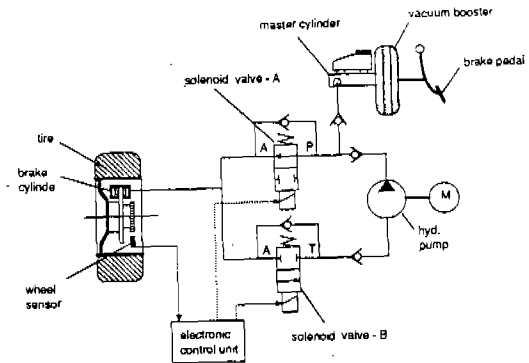 vacuum booster
master cylinder
solenoid valve - A
brake pedal
tire
A
P
brake
cylinde
M
hyd.
pump
A
T
wheel
sensor
electronic
control unit
solenoid valve - B